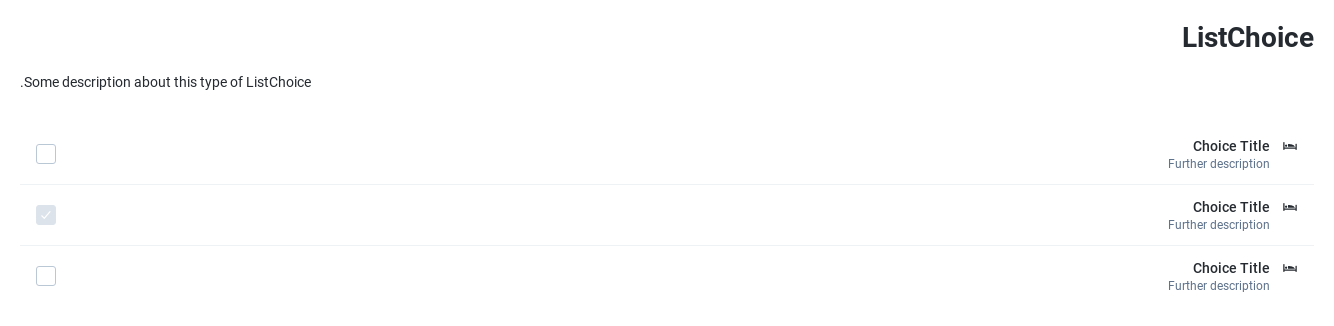 ListChoice
.Some description about this type of ListChoice
Choice Title
Further description
Choice Title
Further description
Choice Title
Further description